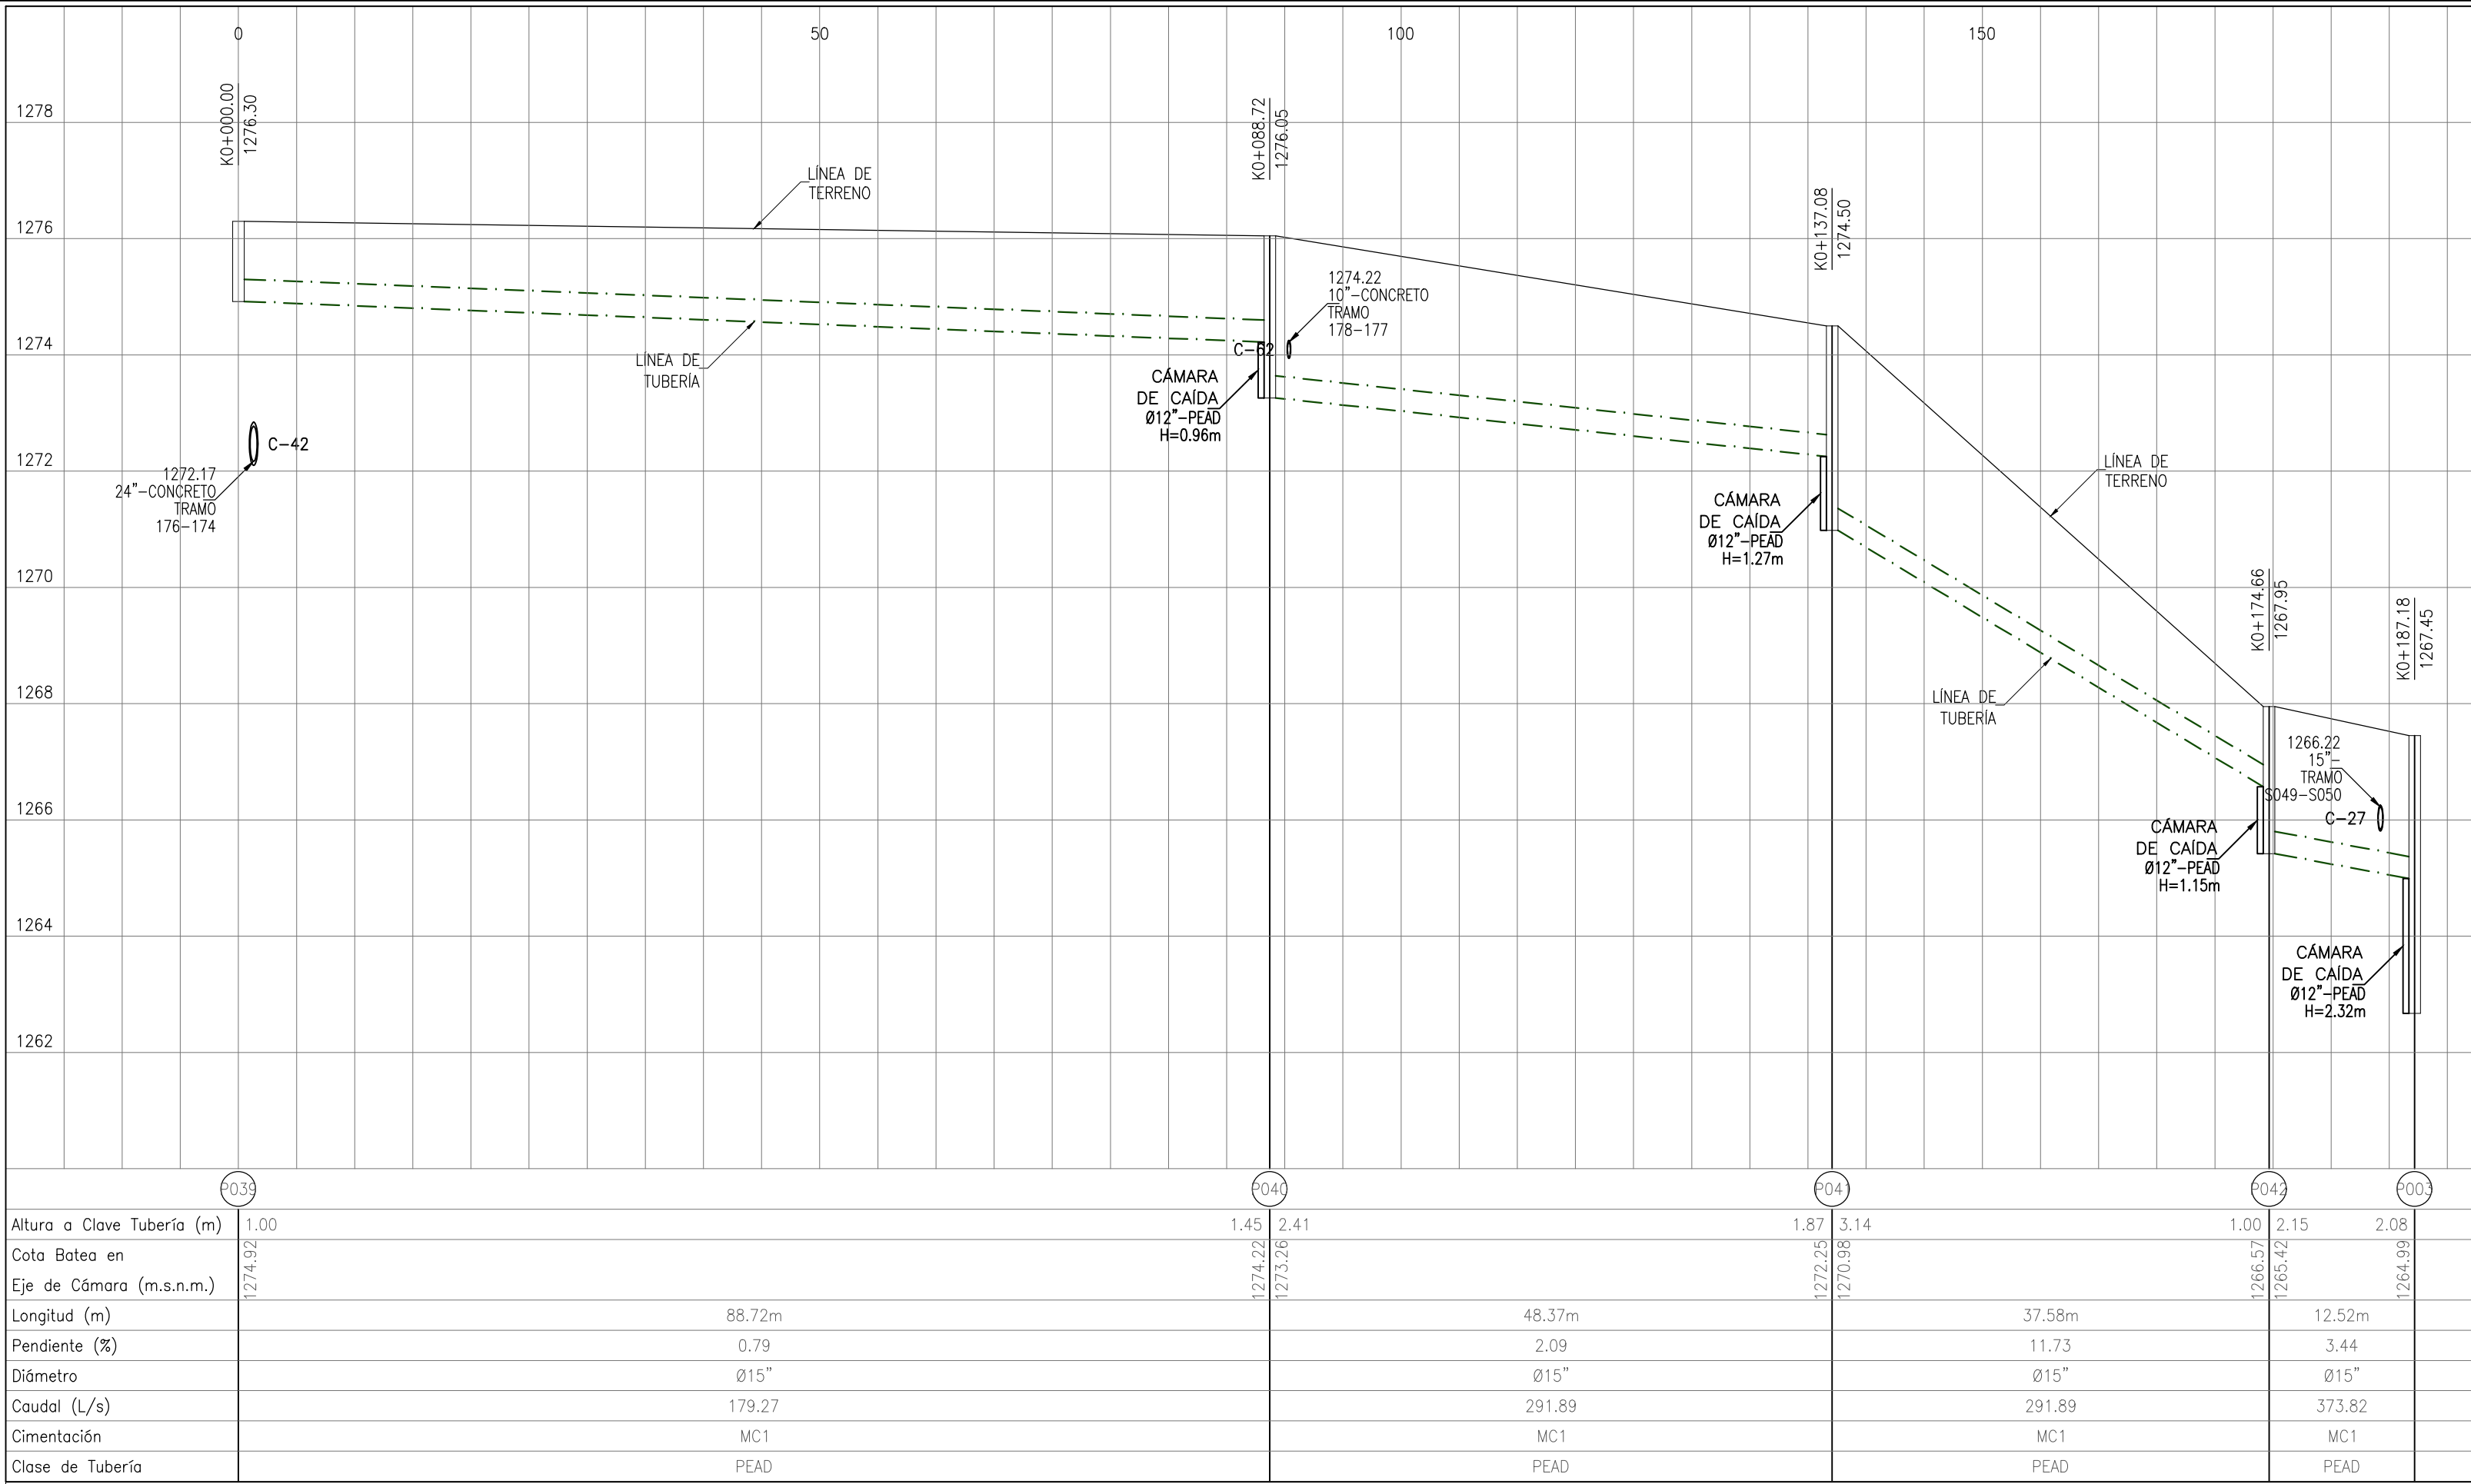 0 50 100 150
1278
1276
1274
1272
1270
1268
1266
1264
1262
K0+000.00
1276.30
K0+088.72
1276.05
K0+137.08
1274.50
K0+174.66
1267.95
K0+187.18
1267.45
LÍNEA DE
TERRENO
LÍNEA DE
TUBERÍA
C-42
1272.17
24"-CONCRETO
TRAMO
176-174
1274.22
10"-CONCRETO
TRAMO
178-177
C-62
CÁMARA
DE CAÍDA
Ø12"-PEAD
H=0.96m
CÁMARA
DE CAÍDA
Ø12"-PEAD
H=1.27m
LÍNEA DE
TERRENO
LÍNEA DE
TUBERÍA
1266.22
15"-
TRAMO
S049-S050
C-27
CÁMARA
DE CAÍDA
Ø12"-PEAD
H=1.15m
CÁMARA
DE CAÍDA
Ø12"-PEAD
H=2.32m
P039 P040 P041 P042 P003
Altura a Clave Tubería (m) 1.00 1.45 2.41 1.87 3.14 1.00 2.15 2.08
Cota Batea en
Eje de Cámara (m.s.n.m.) 1274.92 1274.22 1273.26 1272.25 1270.98 1266.57 1265.42 1264.99
Longitud (m) 88.72m 48.37m 37.58m 12.52m
Pendiente (%) 0.79 2.09 11.73 3.44
Diámetro Ø15" Ø15" Ø15" Ø15"
Caudal (L/s) 179.27 291.89 291.89 373.82
Cimentación MC1 MC1 MC1 MC1
Clase de Tubería PEAD PEAD PEAD PEAD